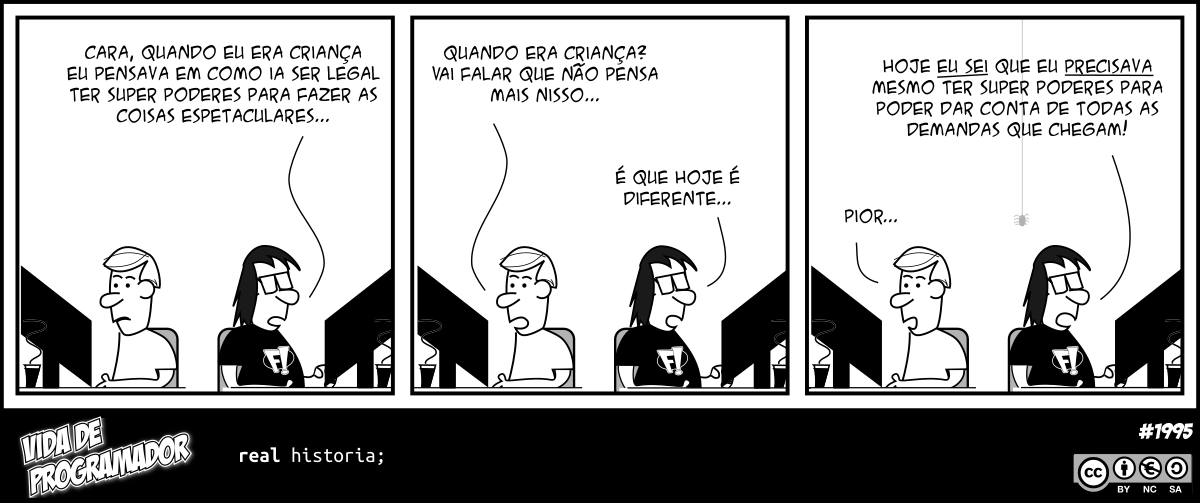 CARA, QUANDO EU ERA CRIANÇA
EU PENSAVA EM COMO IA SER LEGAL
TER SUPER PODERES PARA FAZER AS
COISAS ESPETACULARES...
QUANDO ERA CRIANÇA?
VAI FALAR QUE NÃO PENSA
MAIS NISSO...
É QUE HOJE É
DIFERENTE...
HOJE EU SEI QUE EU PRECISAVA
MESMO TER SUPER PODERES PARA
PODER DAR CONTA DE TODAS AS
DEMANDAS QUE CHEGAM!
PIOR...
F!
F!
F!
VIDA DE
PROGRAMADOR
real historia;
#1995
cc
BY NC SA